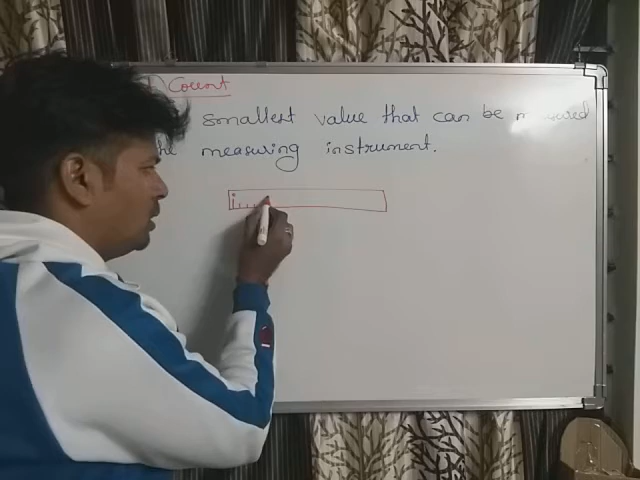 Count
smallest value that can be
measuring instrument.